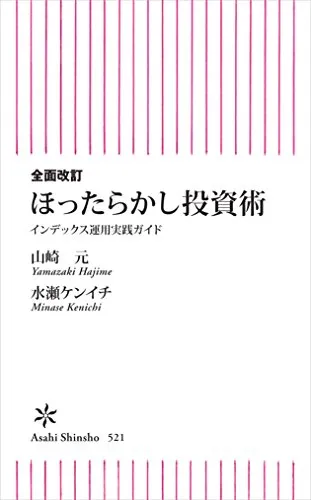 全面改訂
ほったらかし投資術
インデックス運用実践ガイド
山崎 元
Yamazaki Hajime
水瀬ケンイチ
Minase Kenichi
Asahi Shinsho 521